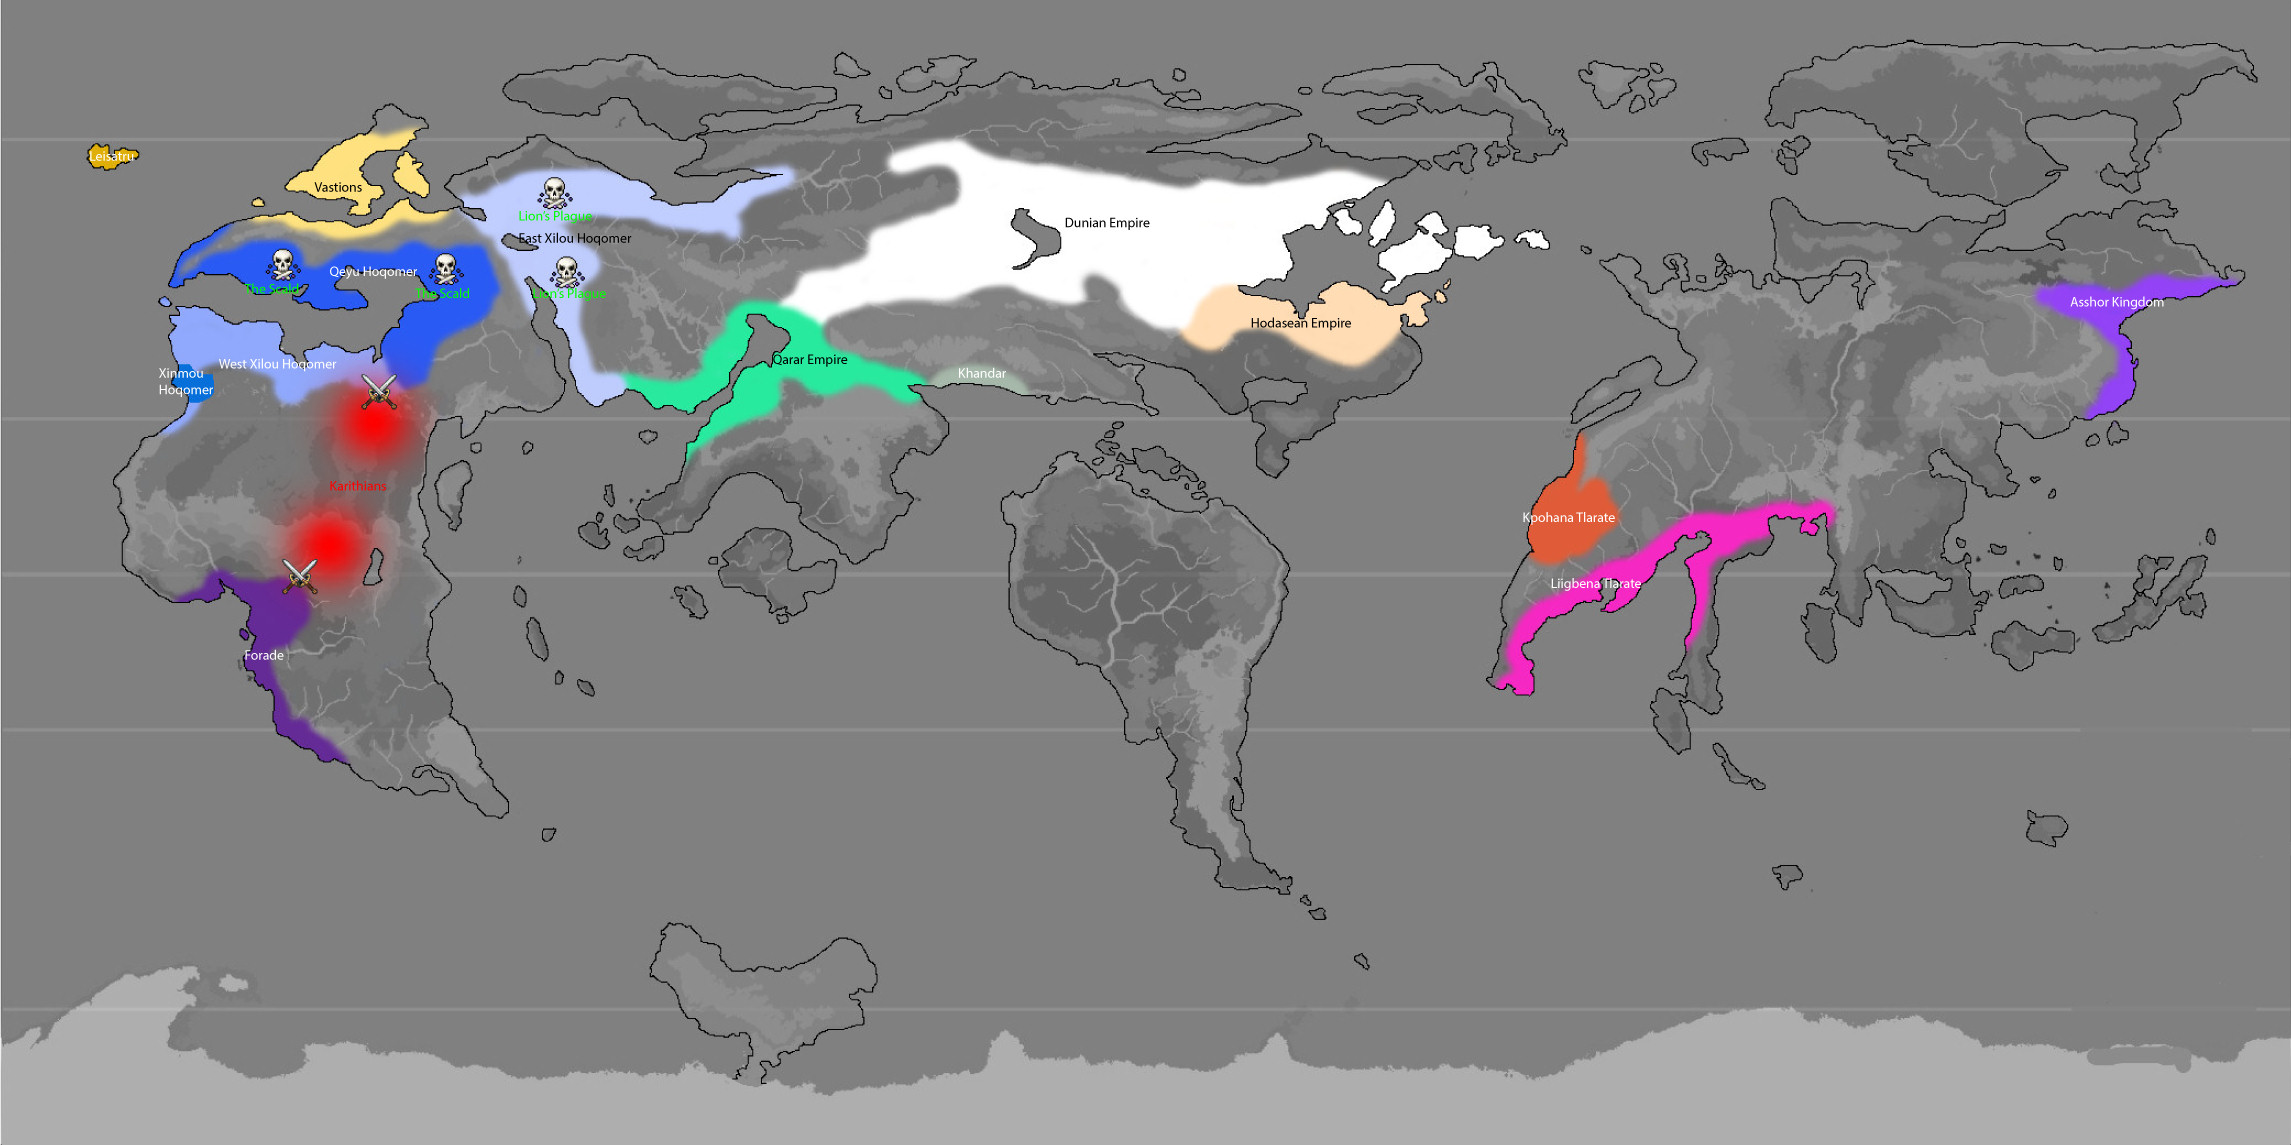 Leisatru
Vastions
Lion's Plague
Dunian Empire
East Xilou Hoqomer
Qeyu Hoqomer
The Scald
The Scald
Lion's Plague
Asshor Kingdom
Hodasean Empire
Qarar Empire
West Xilou Hoqomer
Xinmou
Hoqomer
Khandar
Karithians
Kpohana Tlarate
Liigbena Tlarate
Forade